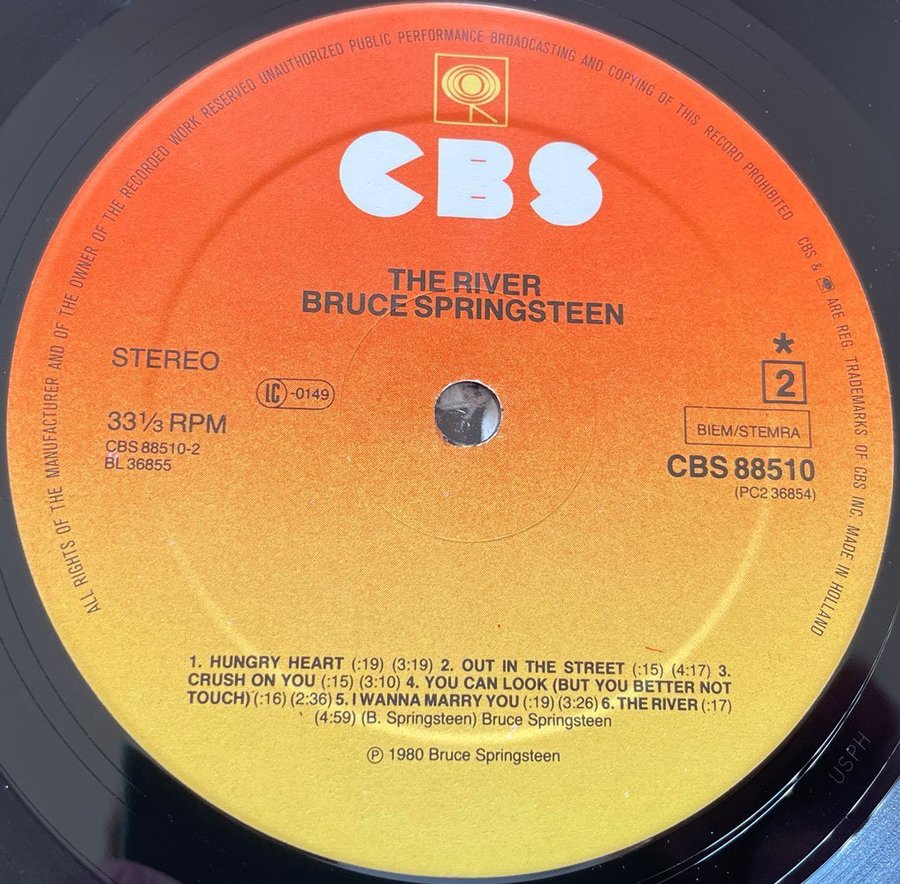 ALL RIGHTS OF THE MANUFACTURER AND OF THE OWNER OF THE RECORDED WORK RESERVED UNAUTHORIZED PUBLIC PERFORMANCE BROADCASTING AND COPYING OF THIS RECORD PROHIBITED
CBS & ARE REG. TRADEMARKS OF CBS INC. MADE IN HOLLAND
CBS
THE RIVER
BRUCE SPRINGSTEEN
STEREO
LC -0149
33⅓ RPM
CBS 88510-2
BL 36855
*
2
BIEM/STEMRA
CBS 88510
(PC2 36854)
1. HUNGRY HEART (:19) (3:19) 2. OUT IN THE STREET (:15) (4:17) 3.
CRUSH ON YOU (:15) (3:10) 4. YOU CAN LOOK (BUT YOU BETTER NOT
TOUCH) (:16) (2:36) 5. I WANNA MARRY YOU (:19) (3:26) 6. THE RIVER (:17)
(4:59) (B. Springsteen) Bruce Springsteen
℗ 1980 Bruce Springsteen
USPH